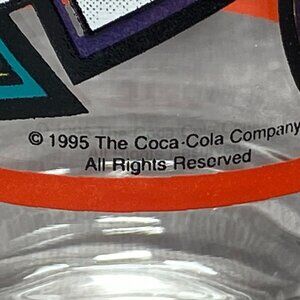 © 1995 The Coca-Cola Company
All Rights Reserved